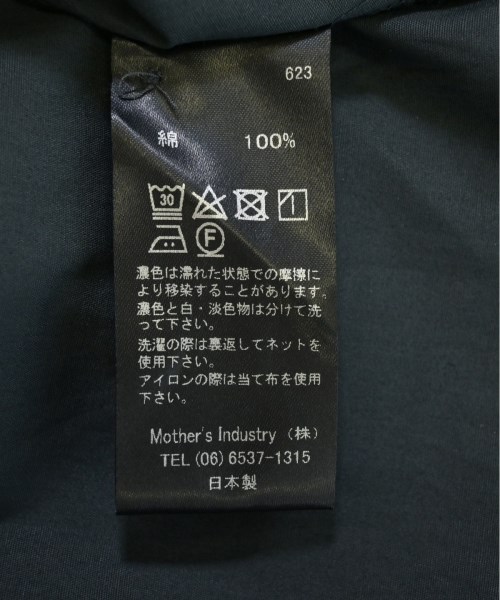 623
綿 100%
30
F
濃色は濡れた状態での摩擦に
より移染することがあります。
濃色と白・淡色物は分けて洗
って下さい。
洗濯の際は裏返してネットを
使用下さい。
アイロンの際は当て布を使用
下さい。
Mother's Industry (株)
TEL (06) 6537-1315
日本製